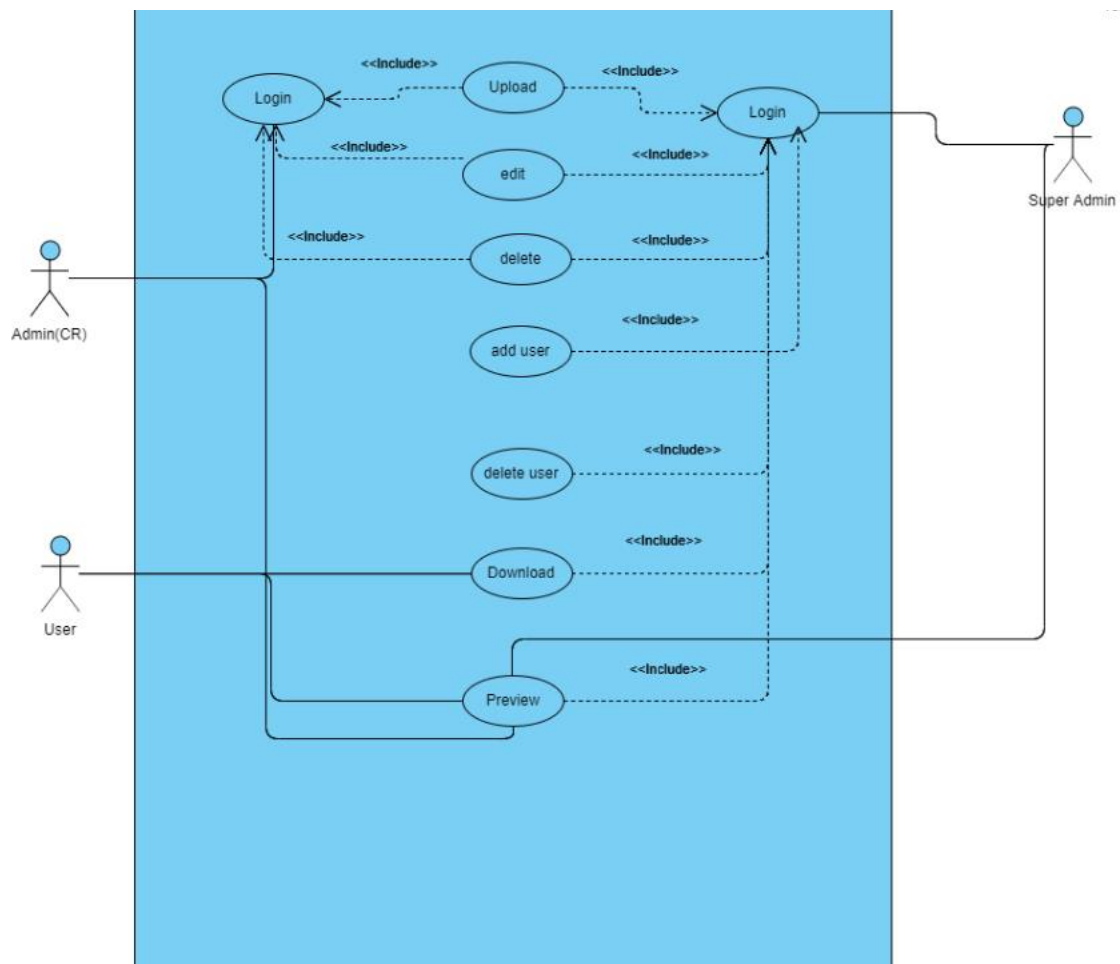 <<Include>>
Upload
<<Include>>
Login
Login
<<Include>>
edit
<<Include>>
Super Admin
<<Include>>
delete
<<Include>>
Admin(CR)
add user
<<Include>>
<<Include>>
delete user
<<Include>>
Download
User
<<Include>>
Preview